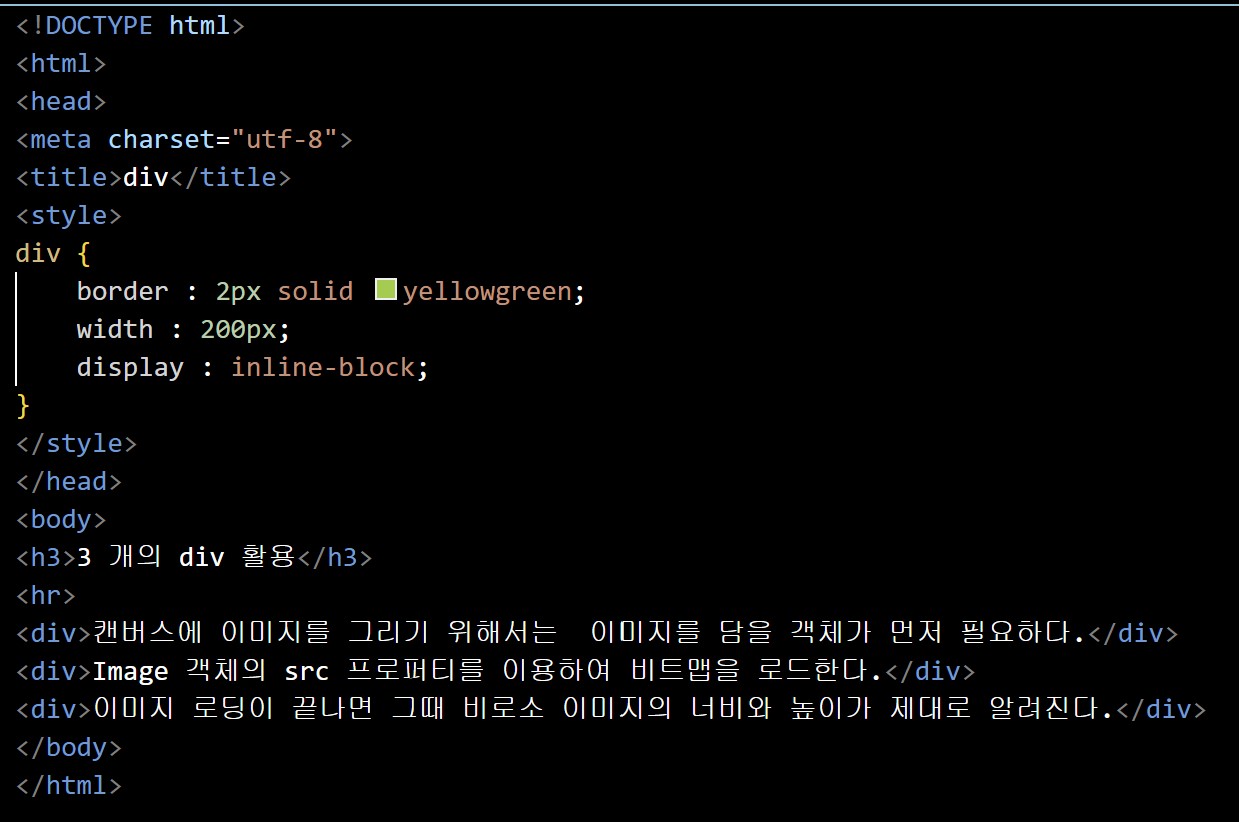 <!DOCTYPE html>
<html>
<head>
<meta charset="utf-8">
<title>div</title>
<style>
div {
    border : 2px solid yellowgreen;
    width : 200px;
    display : inline-block;
}
</style>
</head>
<body>
<h3>3 개의 div 활용</h3>
<hr>
<div>캔버스에 이미지를 그리기 위해서는  이미지를 담을 객체가 먼저 필요하다.</div>
<div>Image 객체의 src 프로퍼티를 이용하여 비트맵을 로드한다.</div>
<div>이미지 로딩이 끝나면 그때 비로소 이미지의 너비와 높이가 제대로 알려진다.</div>
</body>
</html>